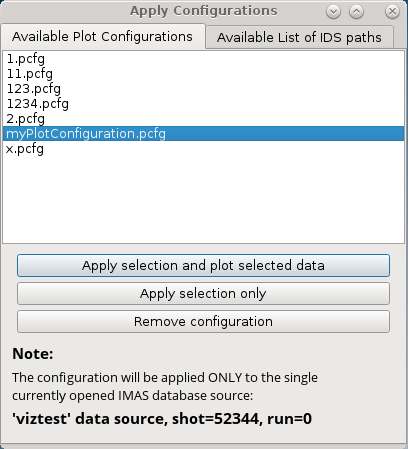 Apply Configurations
Available Plot Configurations
Available List of IDS paths
1.pcfg
11.pcfg
123.pcfg
1234.pcfg
2.pcfg
myPlotConfiguration.pcfg
x.pcfg
Apply selection and plot selected data
Apply selection only
Remove configuration
Note:
The configuration will be applied ONLY to the single
currently opened IMAS database source:
'viztest' data source, shot=52344, run=0